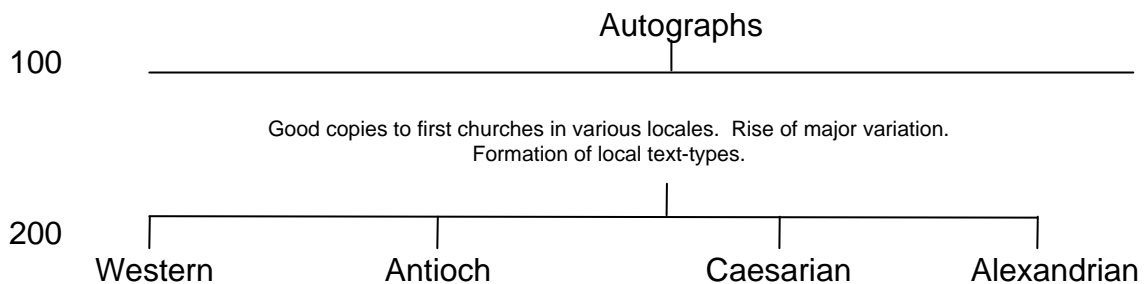 Autographs
100
Good copies to first churches in various locales.  Rise of major variation.
Formation of local text-types.
200
Western Antioch Caesarian Alexandrian